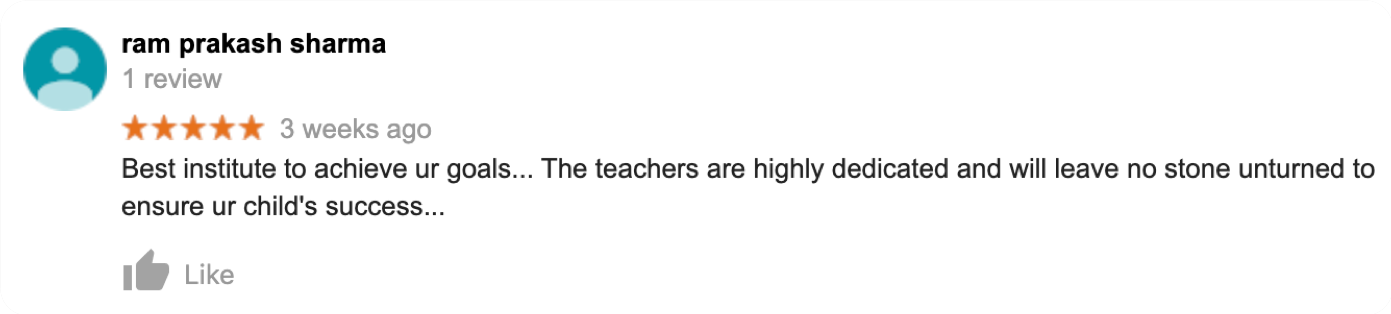 ram prakash sharma
1 review
3 weeks ago
Best institute to achieve ur goals... The teachers are highly dedicated and will leave no stone unturned to
ensure ur child's success...
Like